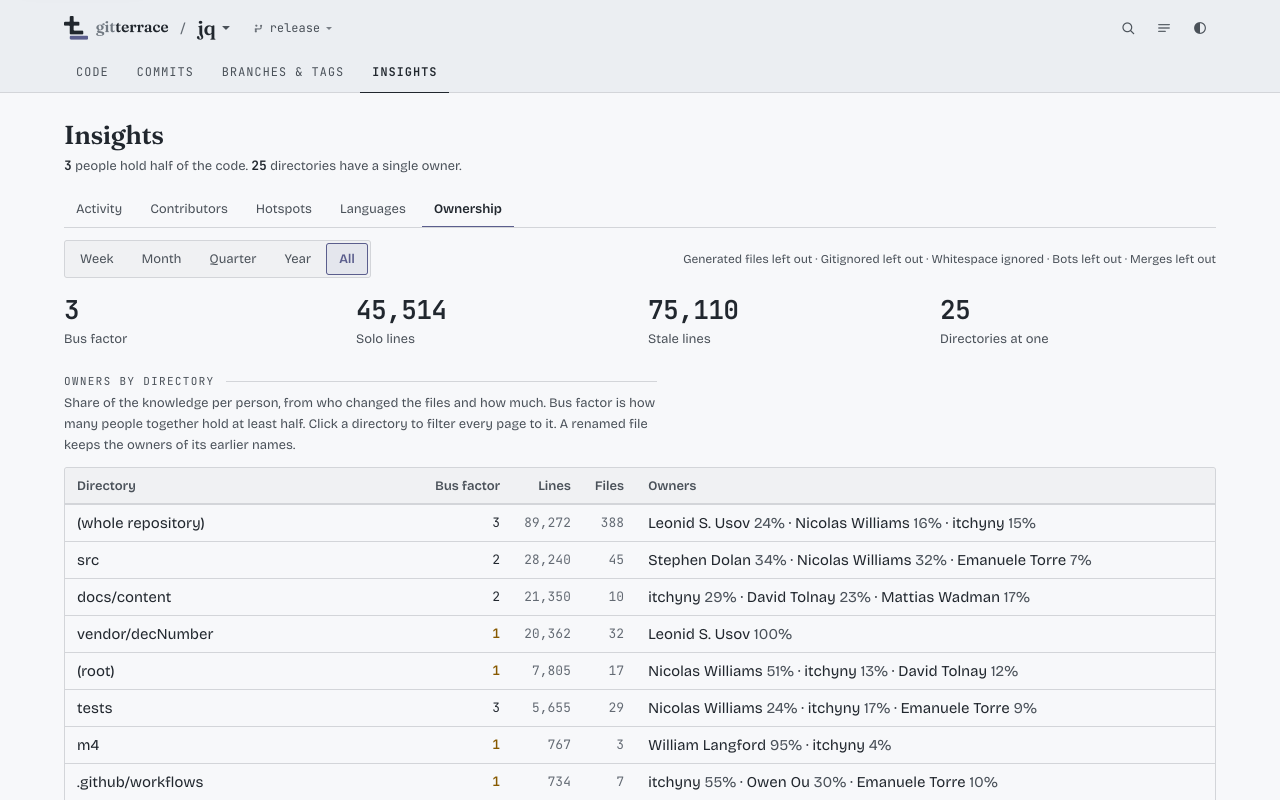 gitterrace / jq release
CODE COMMITS BRANCHES & TAGS INSIGHTS
Insights
3 people hold half of the code. 25 directories have a single owner.
Activity Contributors Hotspots Languages Ownership
Week Month Quarter Year All
Generated files left out · Gitignored left out · Whitespace ignored · Bots left out · Merges left out
3 45,514 75,110 25
Bus factor Solo lines Stale lines Directories at one
OWNERS BY DIRECTORY
Share of the knowledge per person, from who changed the files and how much. Bus factor is how
many people together hold at least half. Click a directory to filter every page to it. A renamed file
keeps the owners of its earlier names.
Directory Bus factor Lines Files Owners
(whole repository) 3 89,272 388 Leonid S. Usov 24% · Nicolas Williams 16% · itchyny 15%
src 2 28,240 45 Stephen Dolan 34% · Nicolas Williams 32% · Emanuele Torre 7%
docs/content 2 21,350 10 itchyny 29% · David Tolnay 23% · Mattias Wadman 17%
vendor/decNumber 1 20,362 32 Leonid S. Usov 100%
(root) 1 7,805 17 Nicolas Williams 51% · itchyny 13% · David Tolnay 12%
tests 3 5,655 29 Nicolas Williams 24% · itchyny 17% · Emanuele Torre 9%
m4 1 767 3 William Langford 95% · itchyny 4%
.github/workflows 1 734 7 itchyny 55% · Owen Ou 30% · Emanuele Torre 10%